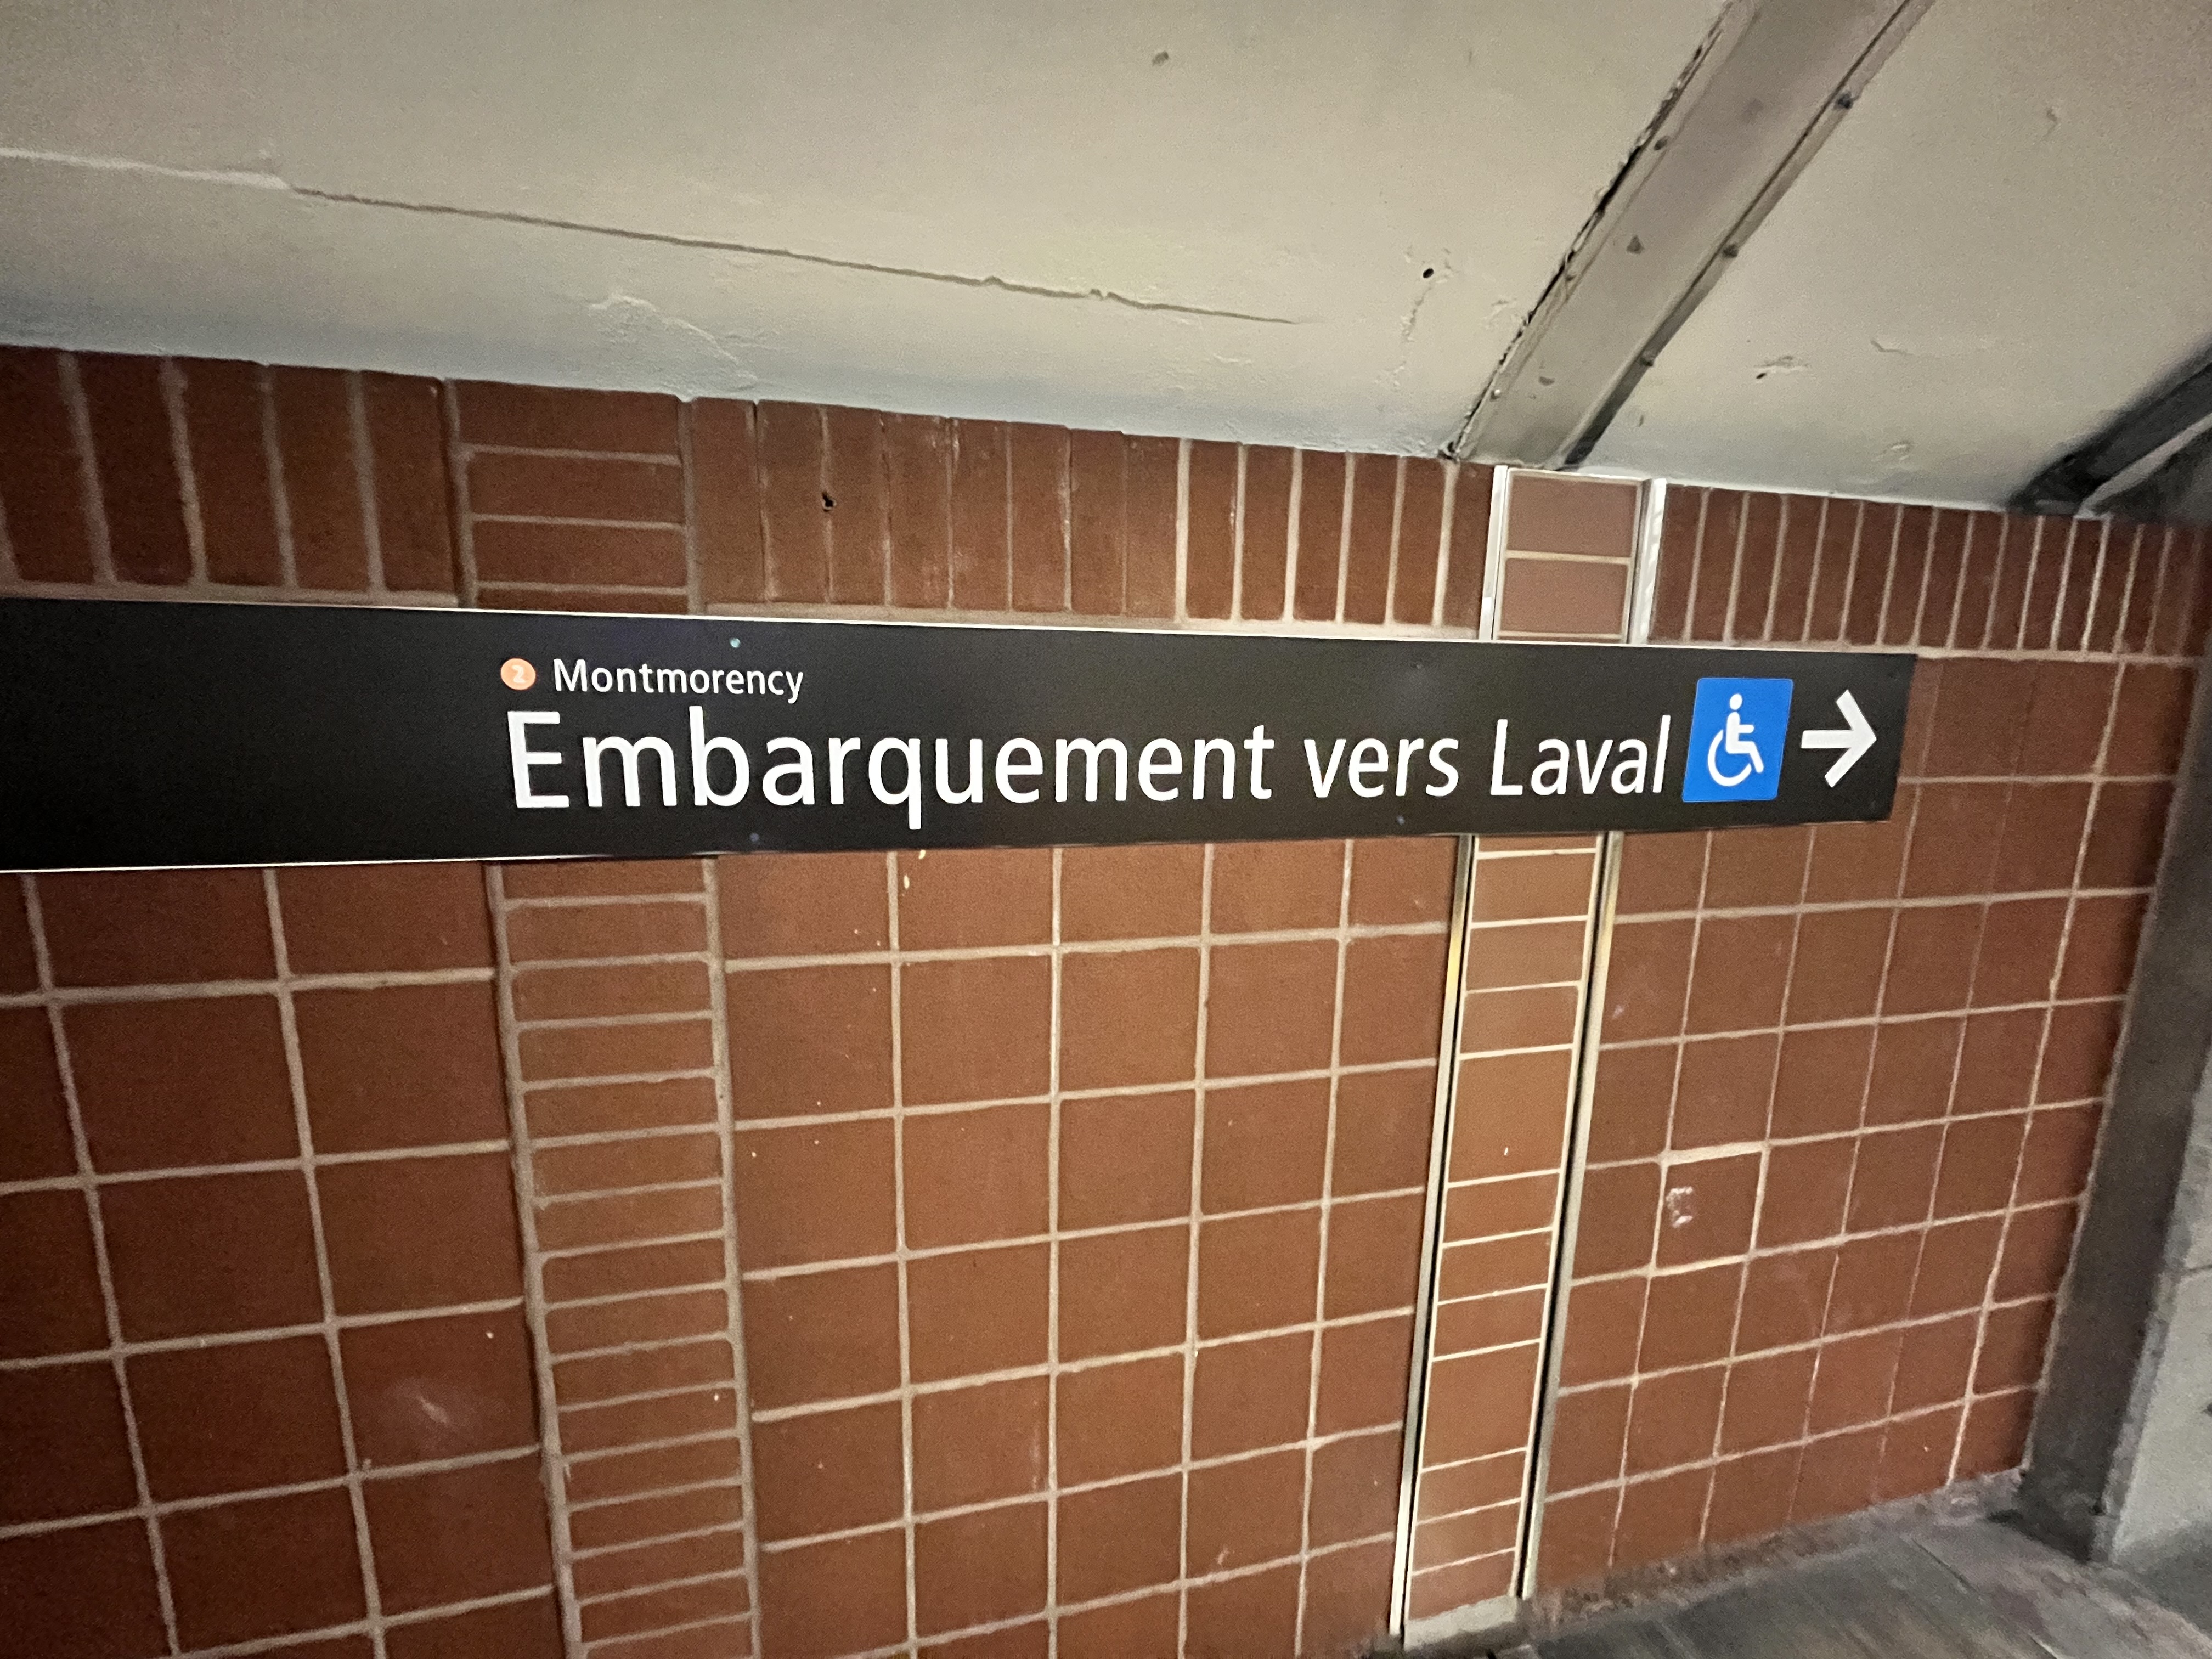 2 Montmorency
Embarquement vers Laval